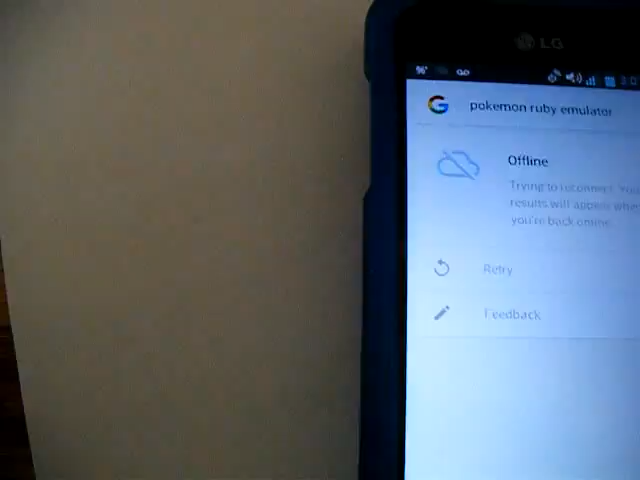 LG
pokemon ruby emulator
Offline
Trying to reconnect. You
results will appear when
you're back online.
Retry
Feedback